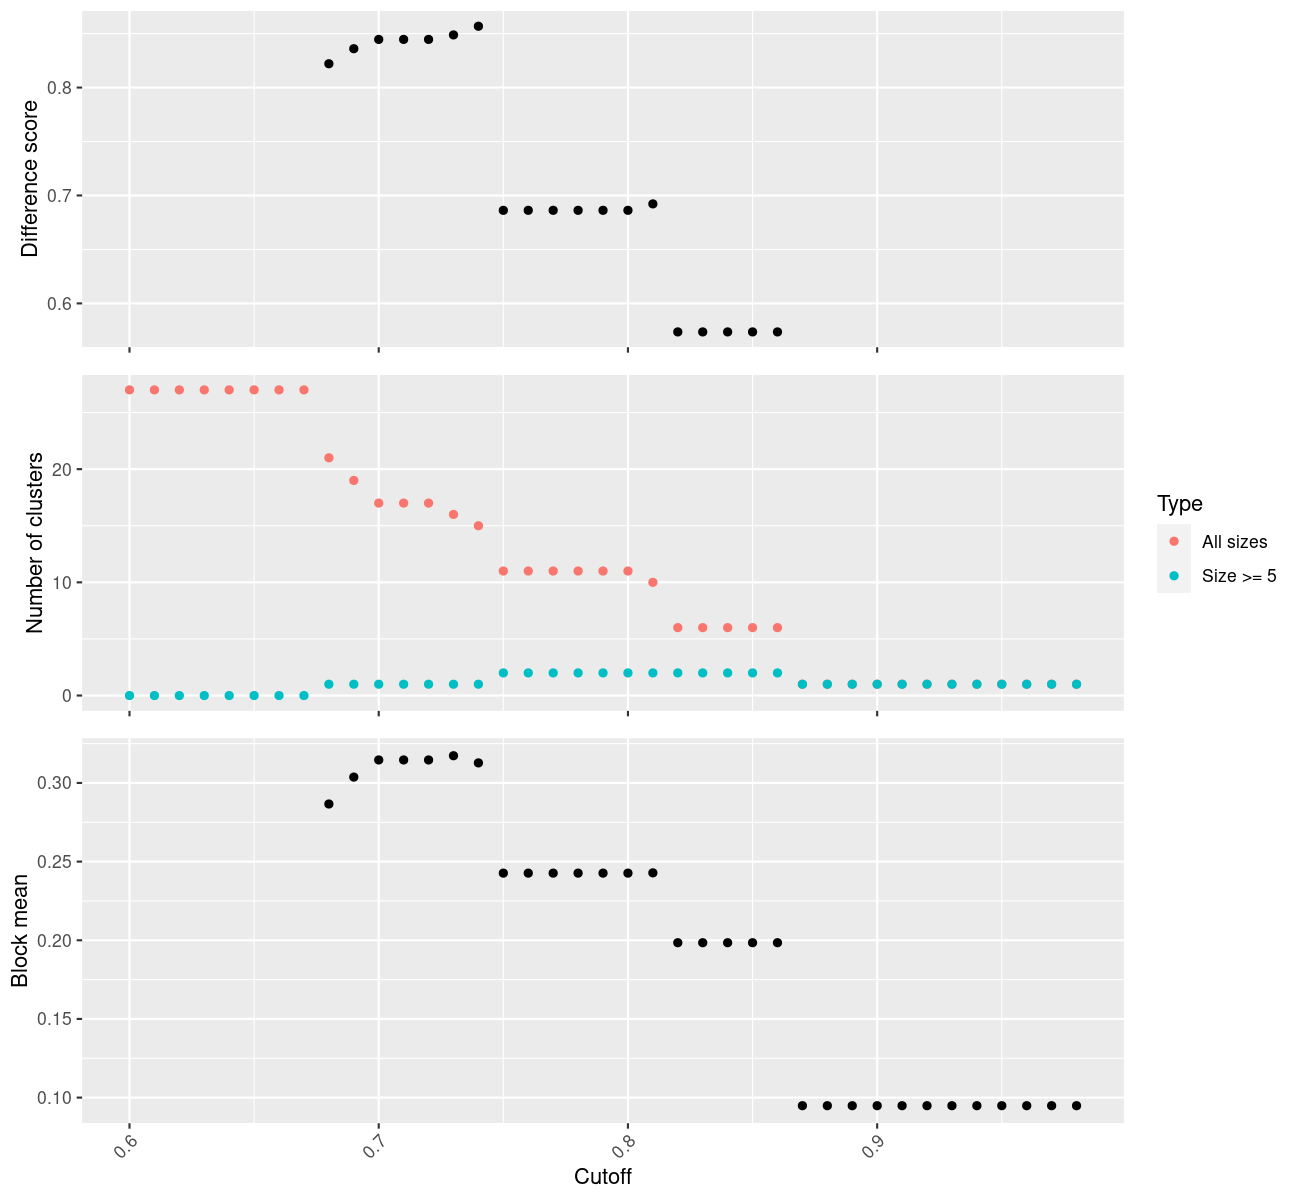 Difference score
0.8
0.7
0.6
Number of clusters
20
10
0
Type
All sizes
Size >= 5
Block mean
0.30
0.25
0.20
0.15
0.10
0.6
0.7
0.8
0.9
Cutoff